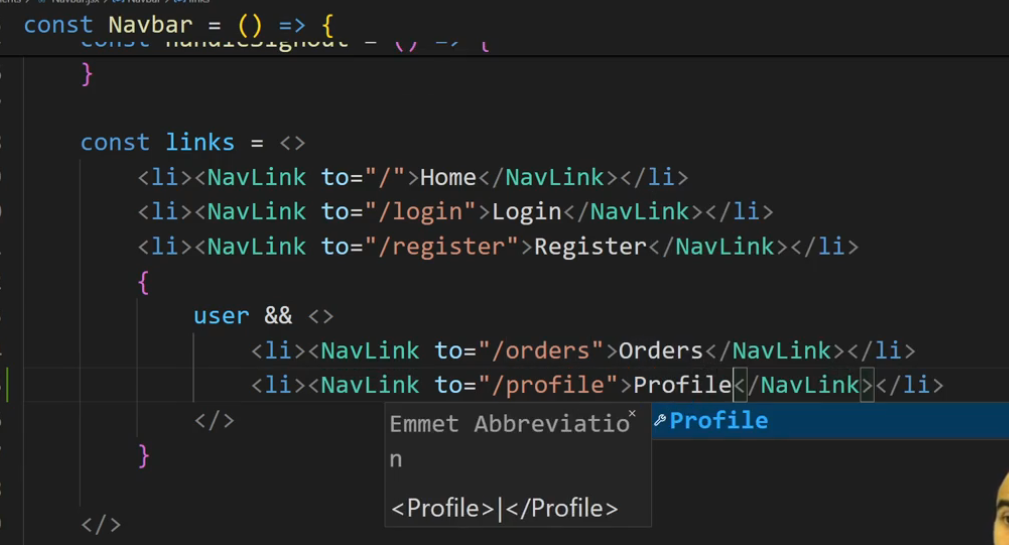 const Navbar = () => {
const handleSignout = () => {
}
const links = <>
<li><NavLink to="/">Home</NavLink></li>
<li><NavLink to="/login">Login</NavLink></li>
<li><NavLink to="/register">Register</NavLink></li>
{
user && <>
<li><NavLink to="/orders">Orders</NavLink></li>
<li><NavLink to="/profile">Profile</NavLink></li>
</>
}
</>
Emmet Abbreviatio
n
<Profile>|</Profile>
Profile